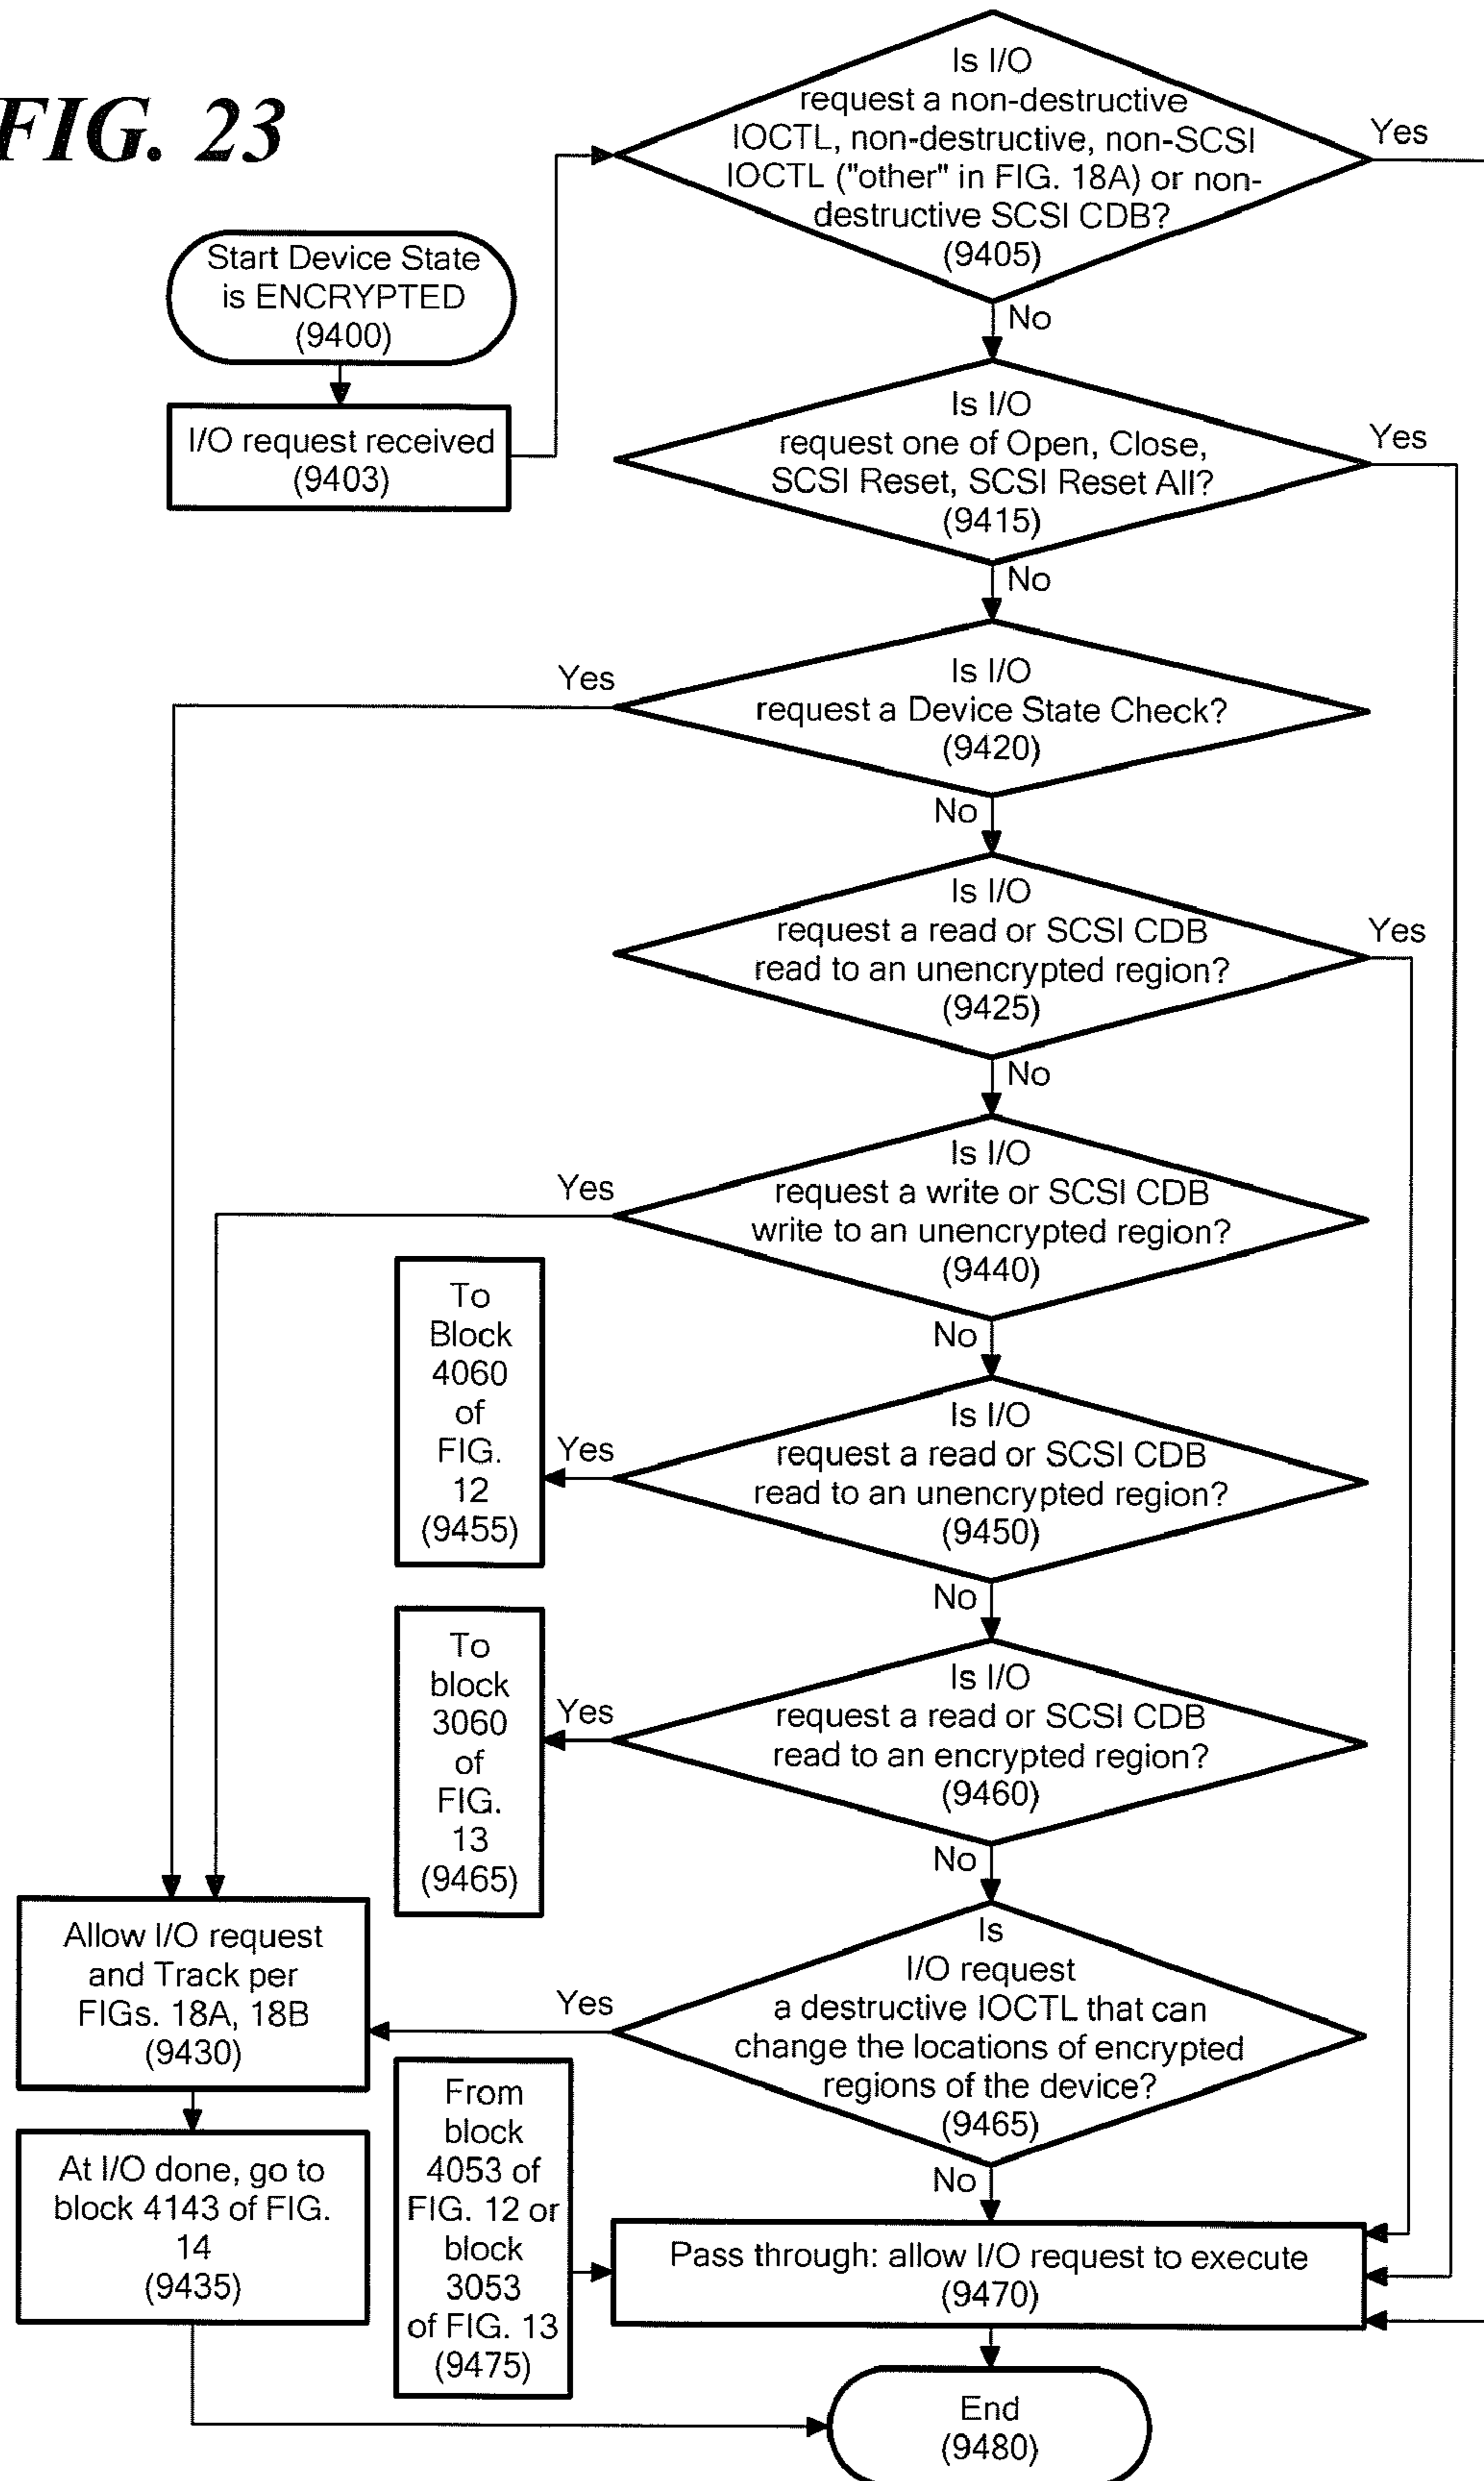 FIG. 23
Start Device State
is ENCRYPTED
(9400)
I/O request received
(9403)
Is I/O
request a non-destructive
IOCTL, non-destructive, non-SCSI
IOCTL ("other" in FIG. 18A) or non-
destructive SCSI CDB?
(9405)
Yes
No
Is I/O
request one of Open, Close,
SCSI Reset, SCSI Reset All?
(9415)
Yes
No
Is I/O
request a Device State Check?
(9420)
Yes
No
Is I/O
request a read or SCSI CDB
read to an unencrypted region?
(9425)
Yes
No
Is I/O
request a write or SCSI CDB
write to an unencrypted region?
(9440)
Yes
No
To
Block
4060
of
FIG.
12
(9455)
Yes
Is I/O
request a read or SCSI CDB
read to an unencrypted region?
(9450)
No
To
block
3060
of
FIG.
13
(9465)
Yes
Is I/O
request a read or SCSI CDB
read to an encrypted region?
(9460)
No
Allow I/O request
and Track per
FIGs. 18A, 18B
(9430)
Yes
Is
I/O request
a destructive IOCTL that can
change the locations of encrypted
regions of the device?
(9465)
No
At I/O done, go to
block 4143 of FIG.
14
(9435)
From
block
4053 of
FIG. 12 or
block
3053
of FIG. 13
(9475)
Pass through: allow I/O request to execute
(9470)
End
(9480)